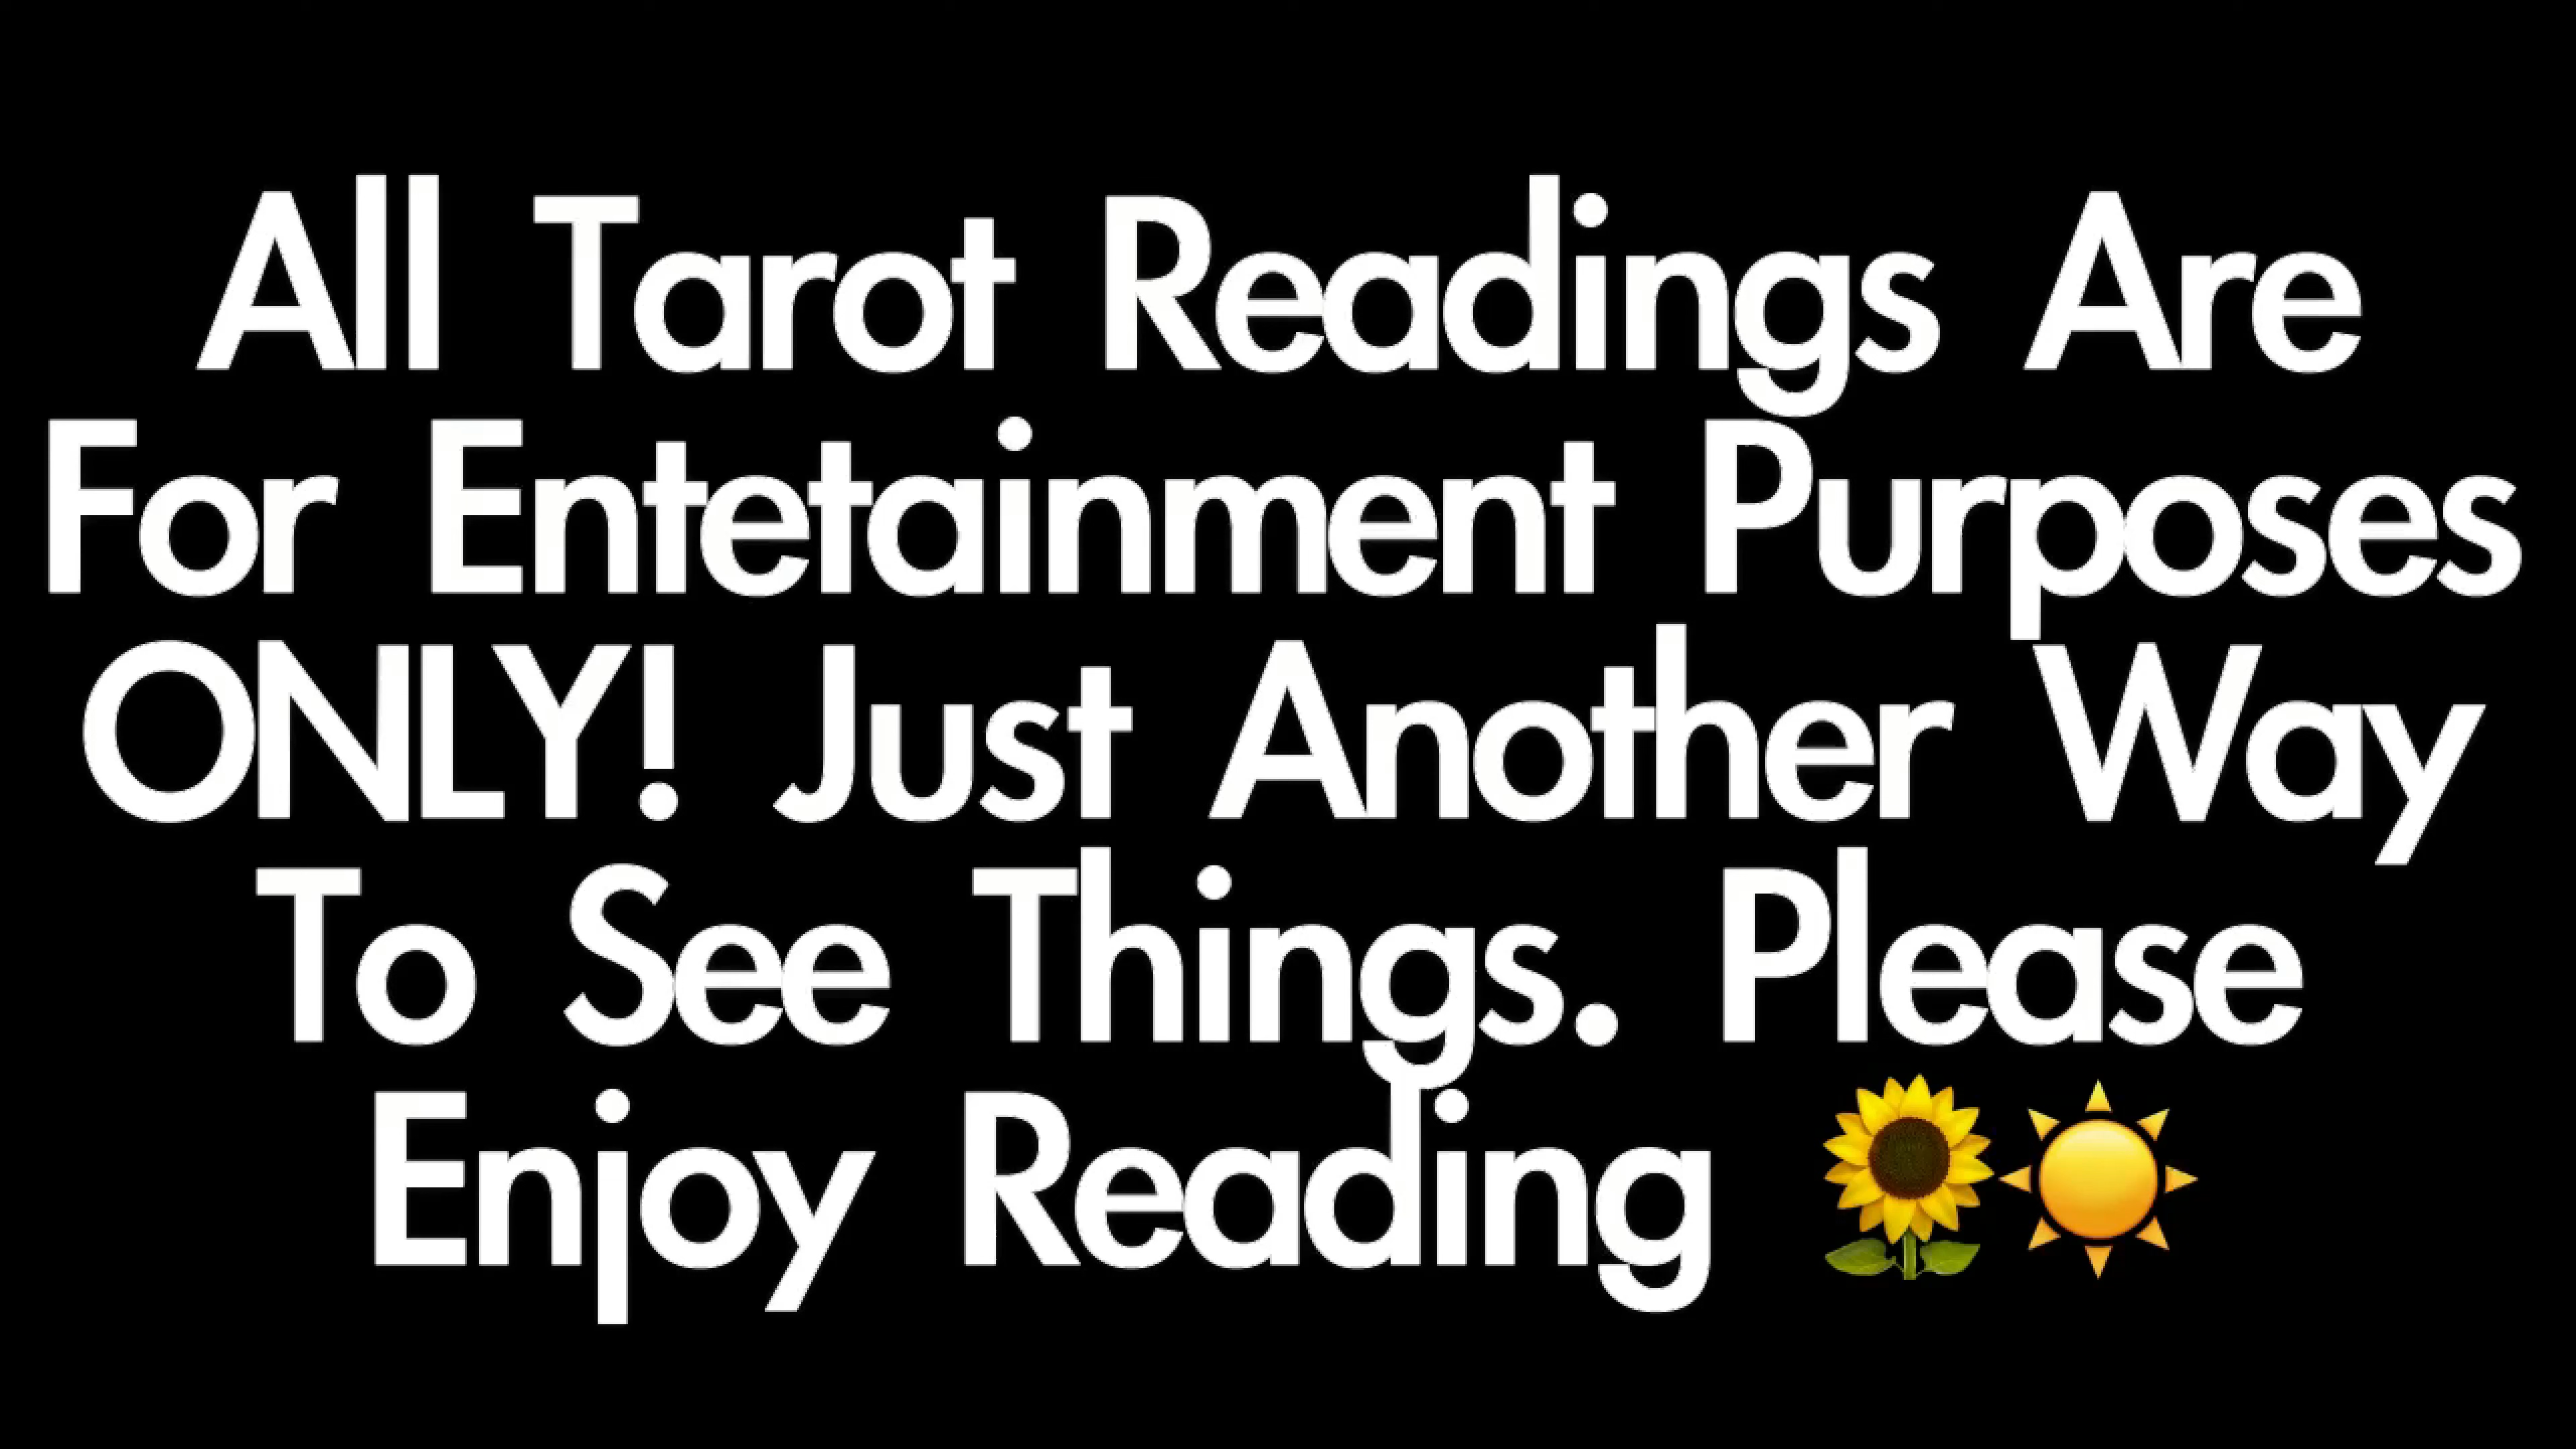 All Tarot Readings Are
For Entetainment Purposes
ONLY! Just Another Way
To See Things. Please
Enjoy Reading 🌻☀️